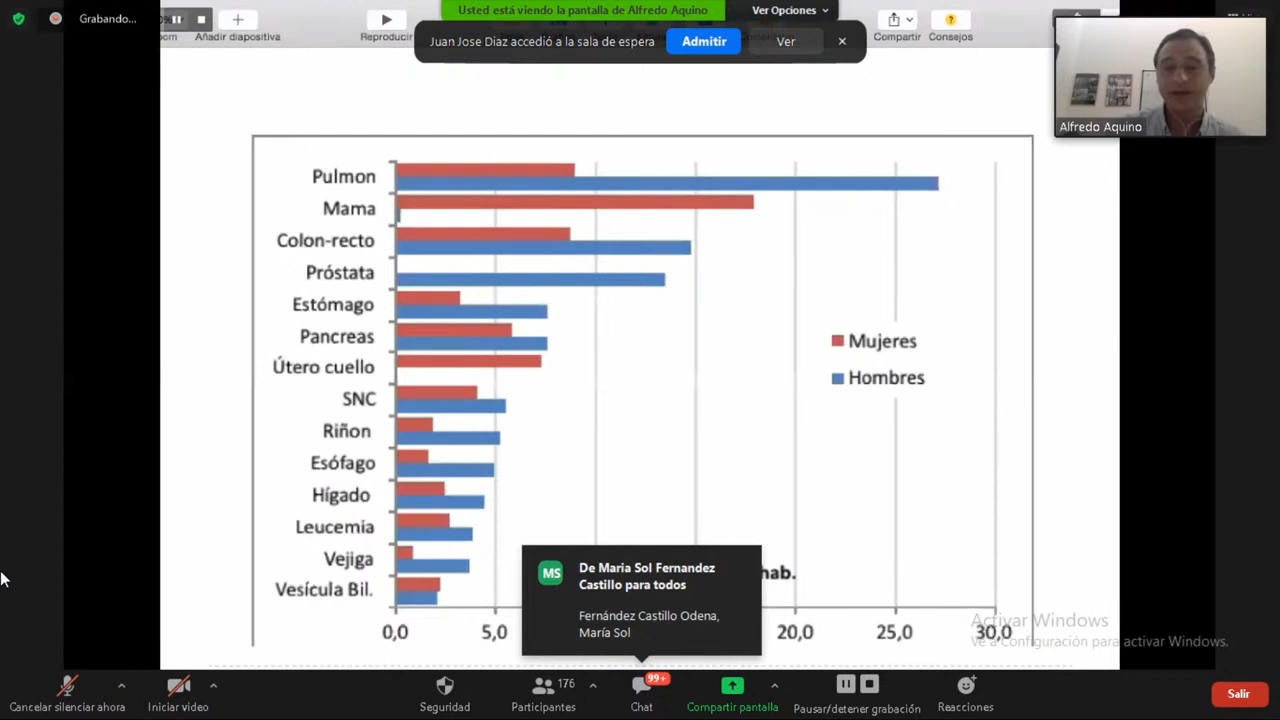 Usted está viendo la pantalla de Alfredo Aquino
Ver Opciones
Grabando...
Añadir diapositiva
Reproducir
Compartir
Consejos
Juan Jose Diaz accedió a la sala de espera
Admitir
Ver
Alfredo Aquino
Pulmon
Mama
Colon-recto
Próstata
Estómago
Pancreas
Útero cuello
SNC
Riñon
Esófago
Hígado
Leucemia
Vejiga
Vesícula Bil.
Mujeres
Hombres
hab.
0,0
5,0
20,0
25,0
30,0
MS
De Maria Sol Fernandez
Castillo para todos
Fernández Castillo Odena,
María Sol
Activar Windows
Ve a Configuración para activar Windows.
Cancelar silenciar ahora
Iniciar video
Seguridad
176
Participantes
99+
Chat
Compartir pantalla
Pausar/detener grabación
Reacciones
Salir